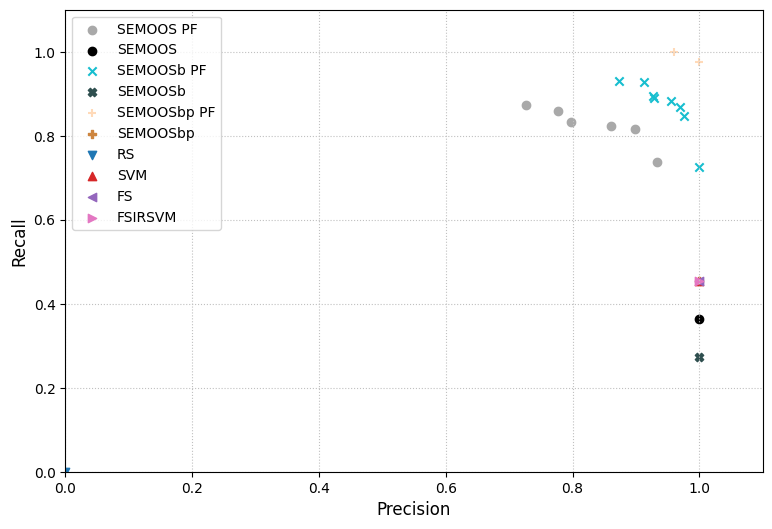 SEMOOS PF
SEMOOS
SEMOOSb PF
SEMOOSb
SEMOOSbp PF
SEMOOSbp
RS
SVM
FS
FSIRSVM
1.0
0.8
0.6
0.4
0.2
0.0
Recall
0.0 0.2 0.4 0.6 0.8 1.0
Precision